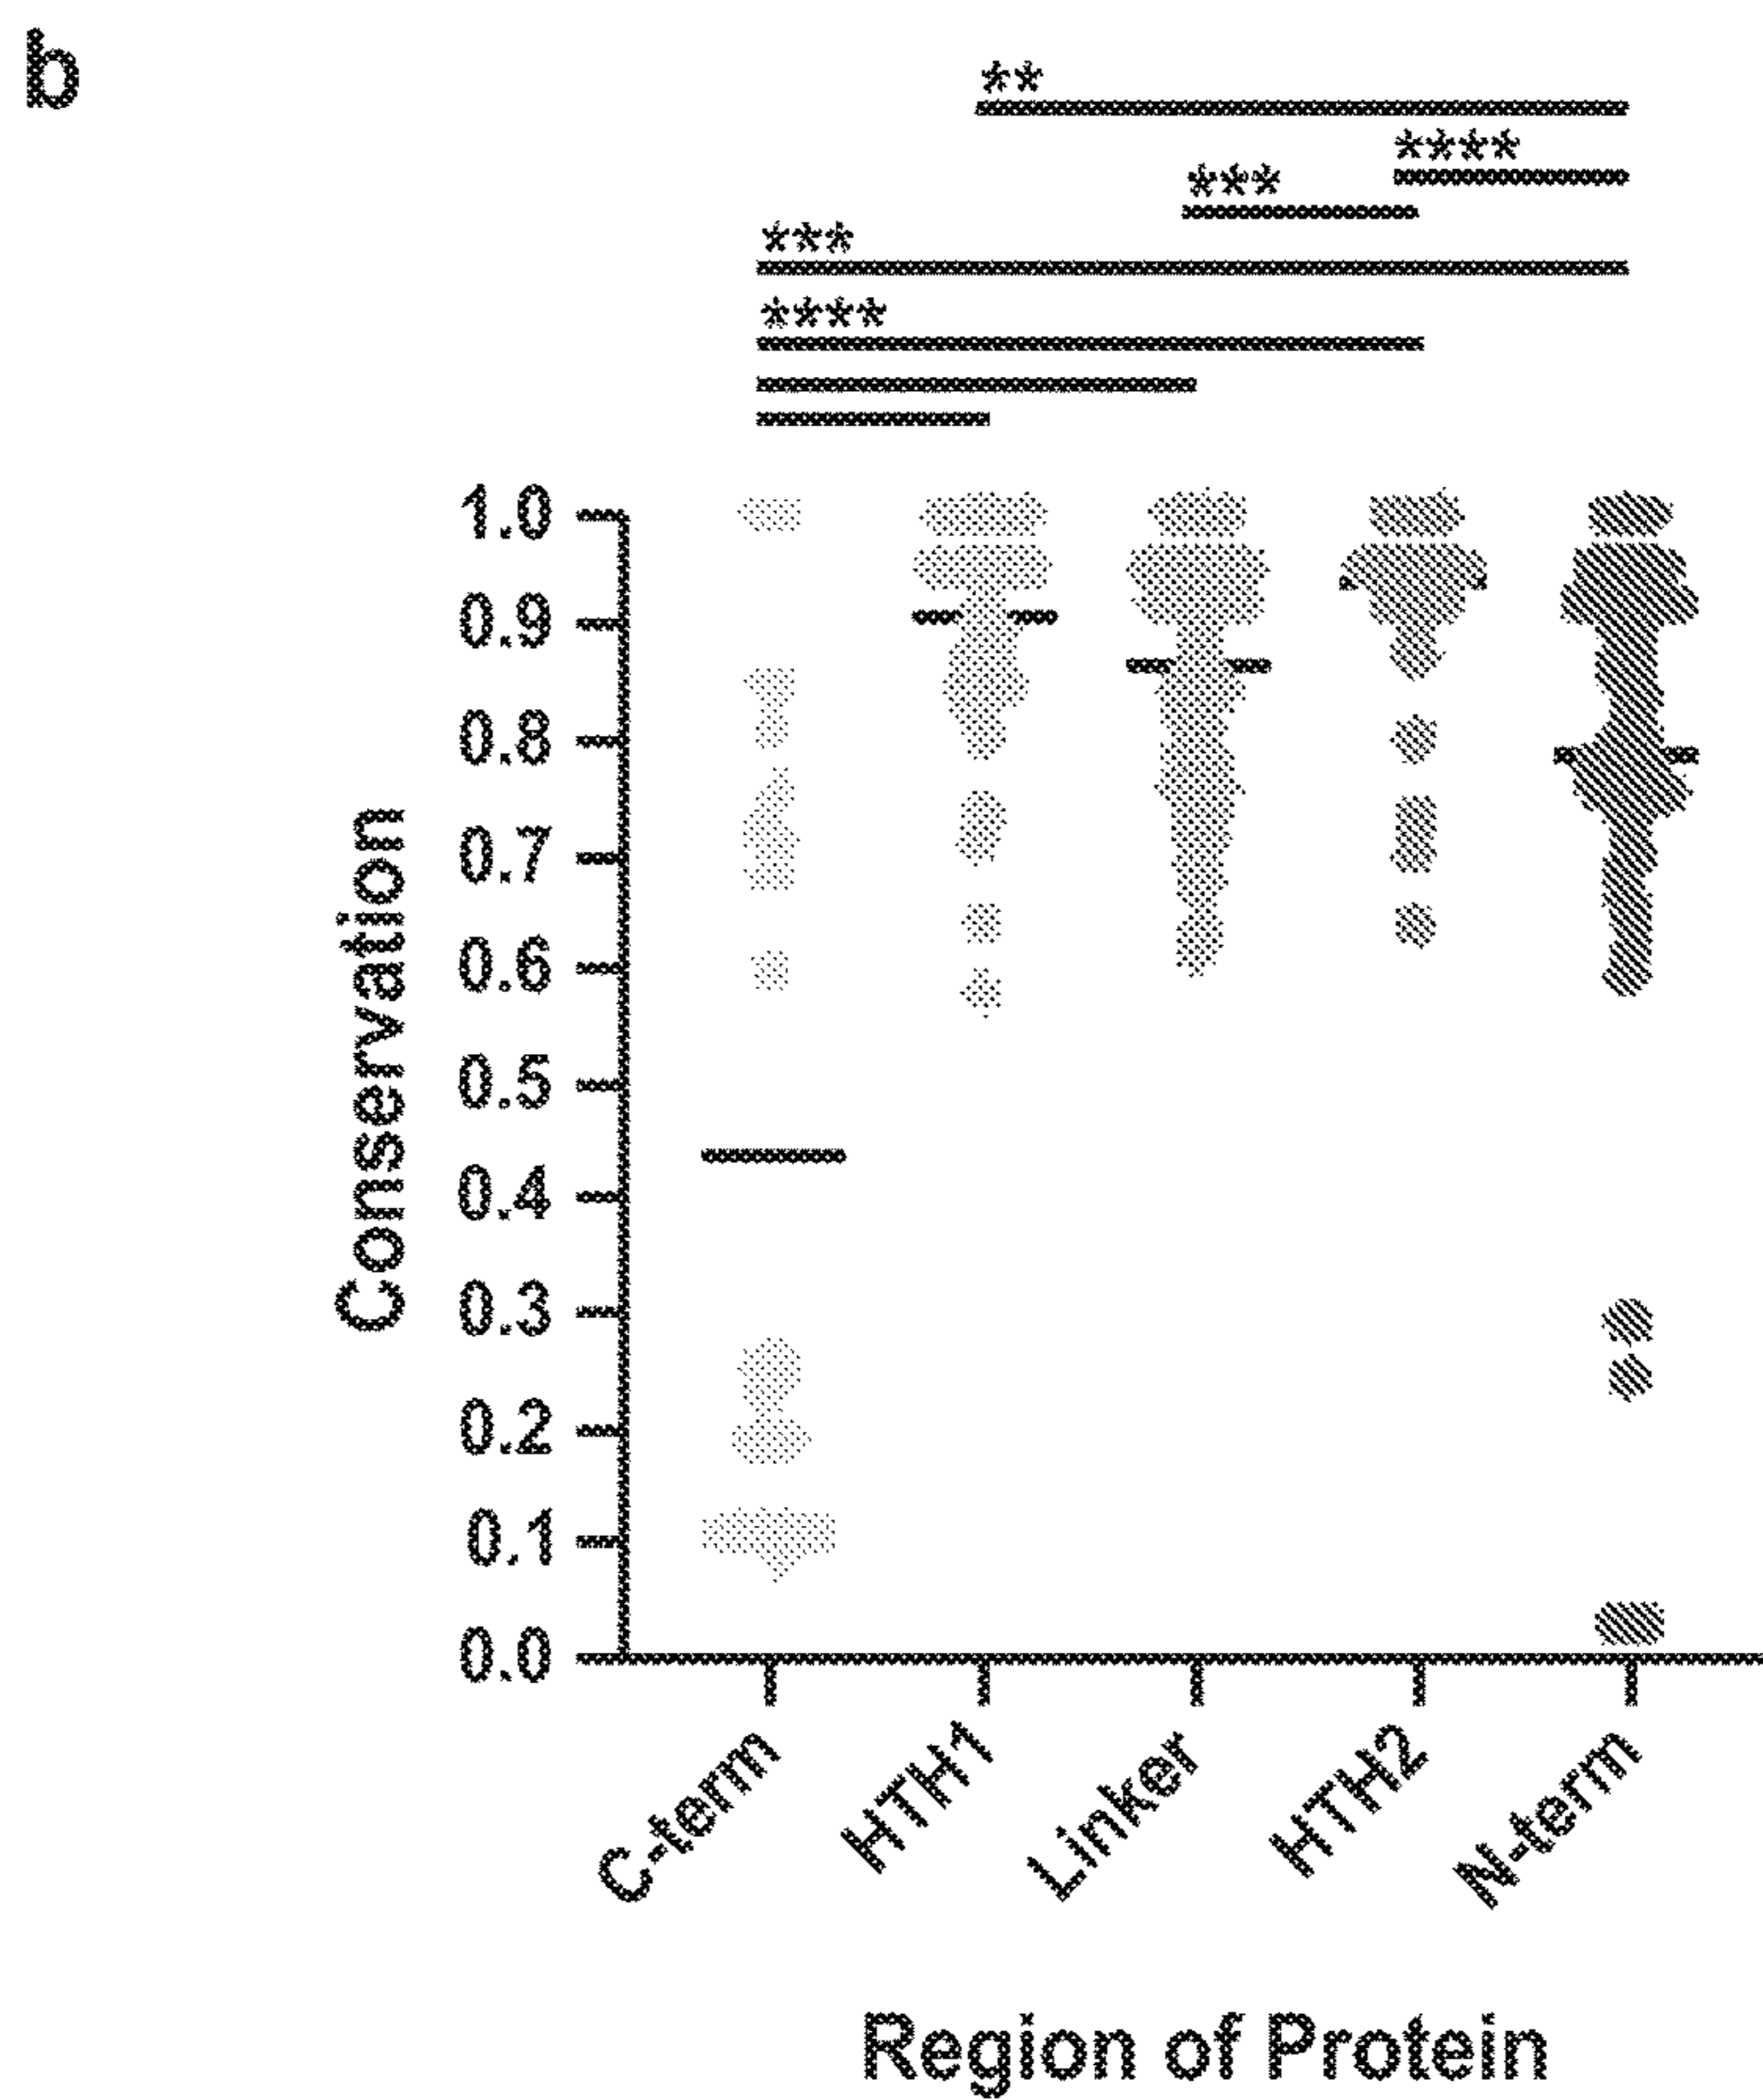 b
**
****
***
***
****
1.0
0.9
0.8
0.7
0.6
0.5
0.4
0.3
0.2
0.1
0.0
Conservation
C-term
HTH1
Linker
HTH2
N-term
Region of Protein